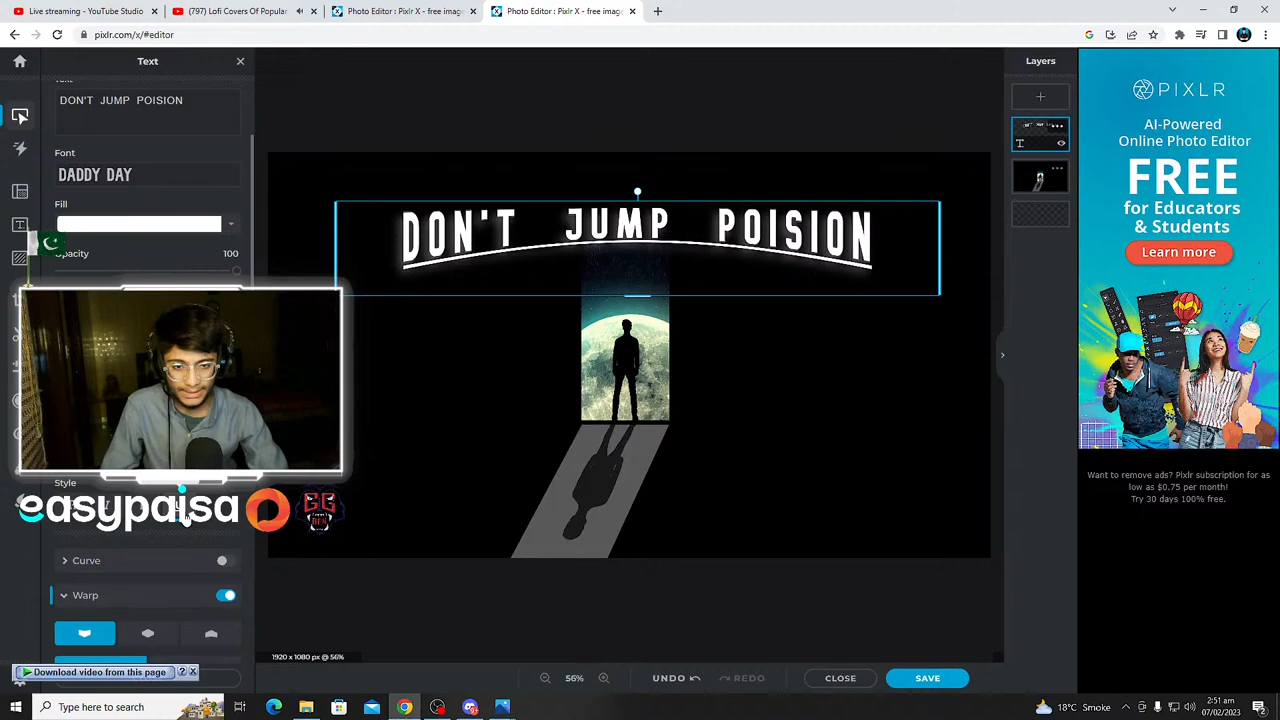 Live streaming - YouTube Studio
(797) Lofi Covers Of Popular
Photo Editor : Pixlr X - free imag
Photo Editor : Pixlr X - free imag
pixlr.com/x/#editor
Text
DON'T JUMP POISION
Font
DADDY DAY
Fill
Opacity
100
Style
easypaisa
Curve
Warp
Download video from this page
DON'T JUMP POISION
1920 x 1080 px @ 56%
56%
UNDO
REDO
CLOSE
SAVE
Layers
PIXLR
AI-Powered
Online Photo Editor
FREE
for Educators
& Students
Learn more
Want to remove ads? Pixlr subscription for as
low as $0.75 per month!
Try 30 days 100% free.
Type here to search
18°C Smoke
2:51 am
07/02/2023